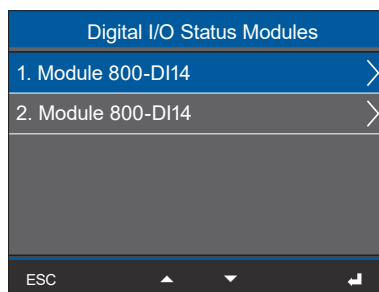 Digital I/O Status Modules
1. Module 800-DI14
2. Module 800-DI14
ESC